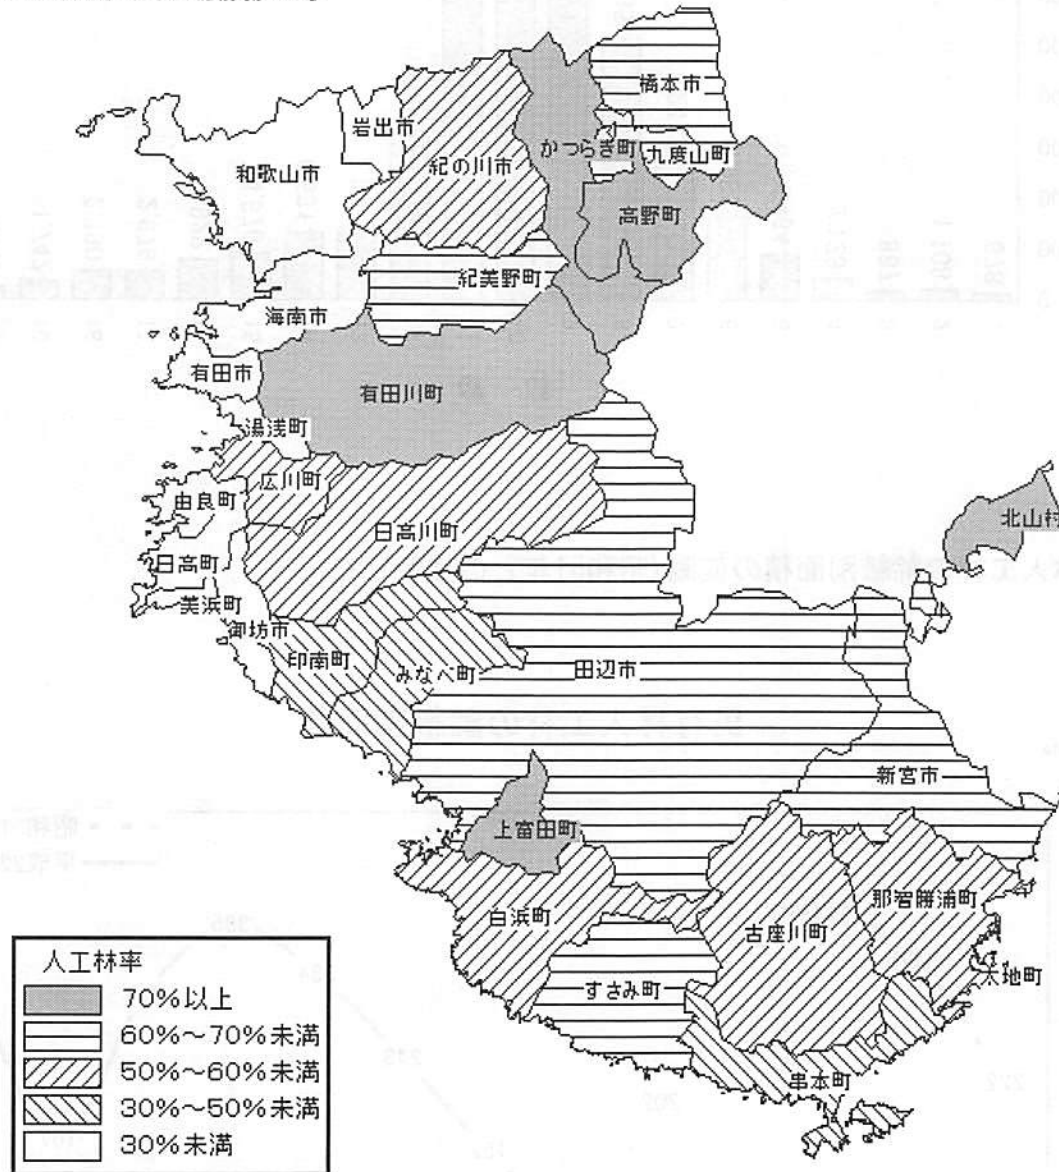 橋本市
岩出市
かつらぎ町
九度山町
和歌山市
紀の川市
高野町
紀美野町
海南市
有田市
有田川町
湯浅町
広川町
由良町
北山村
日高川町
日高町
美浜町
御坊市
印南町
みなべ町
田辺市
新宮市
上富田町
那智勝浦町
白浜町
古座川町
太地町
すさみ町
串本町
人工林率
70%以上
60%~70%未満
50%~60%未満
30%~50%未満
30%未満